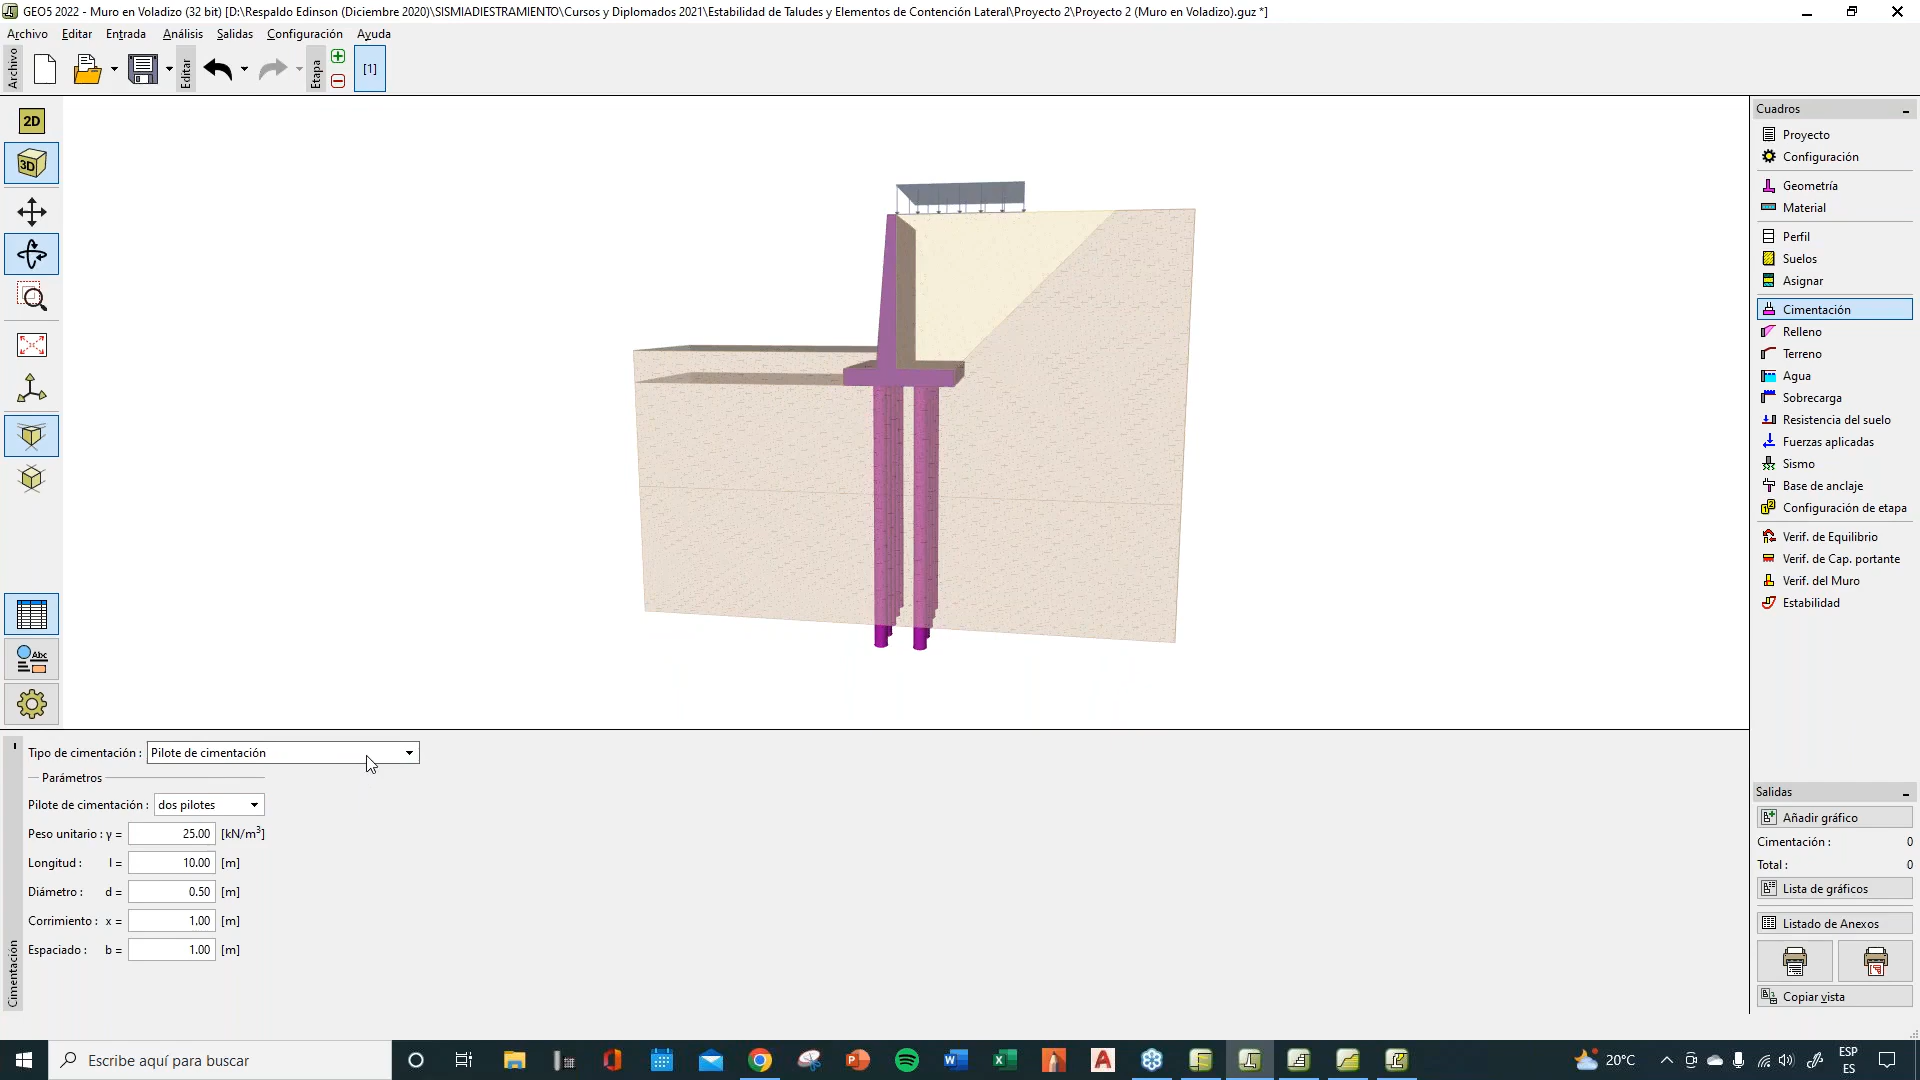 GEO5 2022 - Muro en Voladizo (32 bit) [D:\Respaldo Edinson (Diciembre 2020)\SISMIADIESTRAMIENTO\Cursos y Diplomados 2021\Estabilidad de Taludes y Elementos de Contención Lateral\Proyecto 2\Proyecto 2 (Muro en Voladizo).guz *]
Archivo Editar Entrada Análisis Salidas Configuración Ayuda
Archivo
Editar
Etapa
[1]
2D
3D
Abc
Cuadros
Proyecto
Configuración
Geometría
Material
Perfil
Suelos
Asignar
Cimentación
Relleno
Terreno
Agua
Sobrecarga
Resistencia del suelo
Fuerzas aplicadas
Sismo
Base de anclaje
Configuración de etapa
Verif. de Equilibrio
Verif. de Cap. portante
Verif. del Muro
Estabilidad
Cimentación
Tipo de cimentación : Pilote de cimentación
Parámetros
Pilote de cimentación : dos pilotes
Peso unitario : γ = 25.00 [kN/m³]
Longitud : l = 10.00 [m]
Diámetro : d = 0.50 [m]
Corrimiento : x = 1.00 [m]
Espaciado : b = 1.00 [m]
Salidas
Añadir gráfico
Cimentación : 0
Total : 0
Lista de gráficos
Listado de Anexos
Copiar vista
Escribe aquí para buscar
20°C
ESP
ES